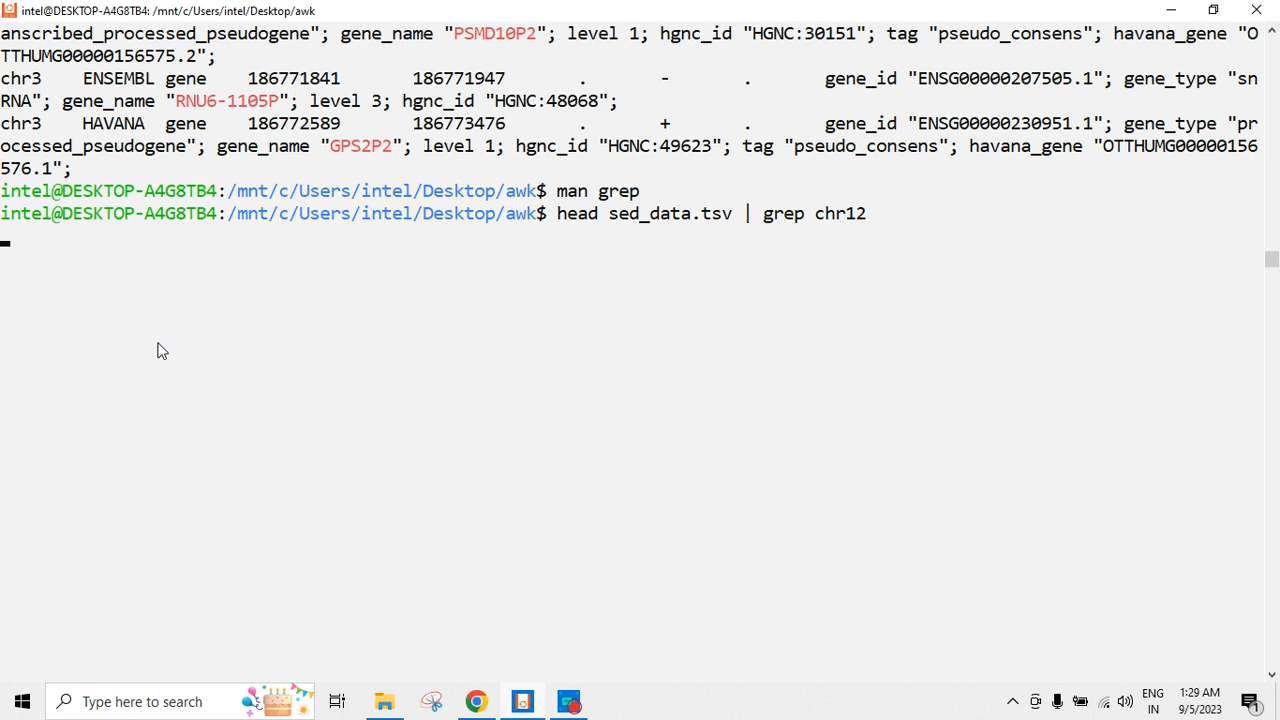 intel@DESKTOP-A4G8TB4: /mnt/c/Users/intel/Desktop/awk
anscribed_processed_pseudogene"; gene_name "PSMD10P2"; level 1; hgnc_id "HGNC:30151"; tag "pseudo_consens"; havana_gene "O
TTHUMG00000156575.2";
chr3 ENSEMBL gene 186771841 186771947 . - . gene_id "ENSG00000207505.1"; gene_type "sn
RNA"; gene_name "RNU6-1105P"; level 3; hgnc_id "HGNC:48068";
chr3 HAVANA gene 186772589 186773476 . + . gene_id "ENSG00000230951.1"; gene_type "pr
ocessed_pseudogene"; gene_name "GPS2P2"; level 1; hgnc_id "HGNC:49623"; tag "pseudo_consens"; havana_gene "OTTHUMG00000156
576.1";
intel@DESKTOP-A4G8TB4:/mnt/c/Users/intel/Desktop/awk$ man grep
intel@DESKTOP-A4G8TB4:/mnt/c/Users/intel/Desktop/awk$ head sed_data.tsv | grep chr12
Type here to search
ENG
IN
1:29 AM
9/5/2023
1